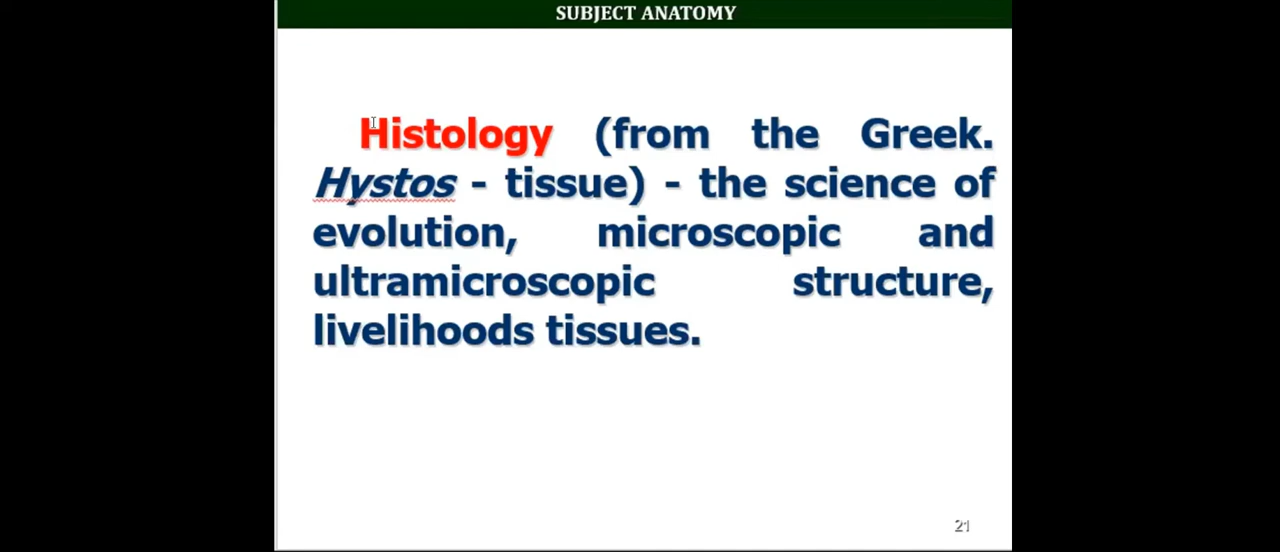 SUBJECT ANATOMY
Histology (from the Greek.
Hystos - tissue) - the science of
evolution, microscopic and
ultramicroscopic structure,
livelihoods tissues.
21